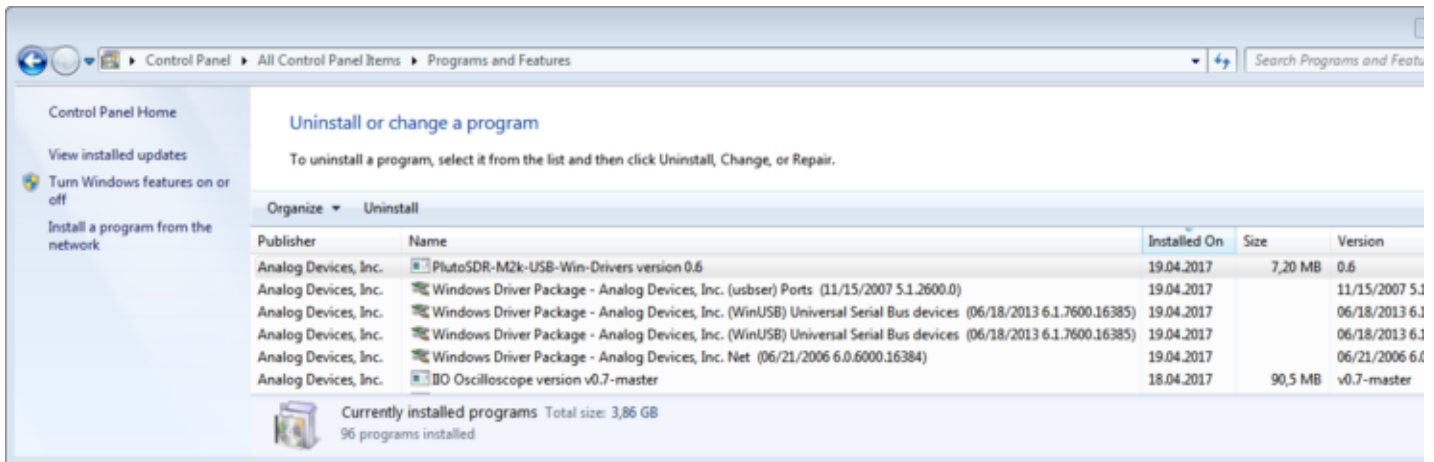 Control Panel ▸ All Control Panel Items ▸ Programs and Features
Search Programs and Featu
Control Panel Home
View installed updates
Turn Windows features on or
off
Install a program from the
network
Uninstall or change a program
To uninstall a program, select it from the list and then click Uninstall, Change, or Repair.
Organize Uninstall
Publisher Name Installed On Size Version
Analog Devices, Inc. PlutoSDR-M2k-USB-Win-Drivers version 0.6 19.04.2017 7,20 MB 0.6
Analog Devices, Inc. Windows Driver Package - Analog Devices, Inc. (usbser) Ports (11/15/2007 5.1.2600.0) 19.04.2017 11/15/2007 5.1
Analog Devices, Inc. Windows Driver Package - Analog Devices, Inc. (WinUSB) Universal Serial Bus devices (06/18/2013 6.1.7600.16385) 19.04.2017 06/18/2013 6.1
Analog Devices, Inc. Windows Driver Package - Analog Devices, Inc. (WinUSB) Universal Serial Bus devices (06/18/2013 6.1.7600.16385) 19.04.2017 06/18/2013 6.1
Analog Devices, Inc. Windows Driver Package - Analog Devices, Inc. Net (06/21/2006 6.0.6000.16384) 19.04.2017 06/21/2006 6.0
Analog Devices, Inc. IIO Oscilloscope version v0.7-master 18.04.2017 90,5 MB v0.7-master
Currently installed programs Total size: 3,86 GB
96 programs installed